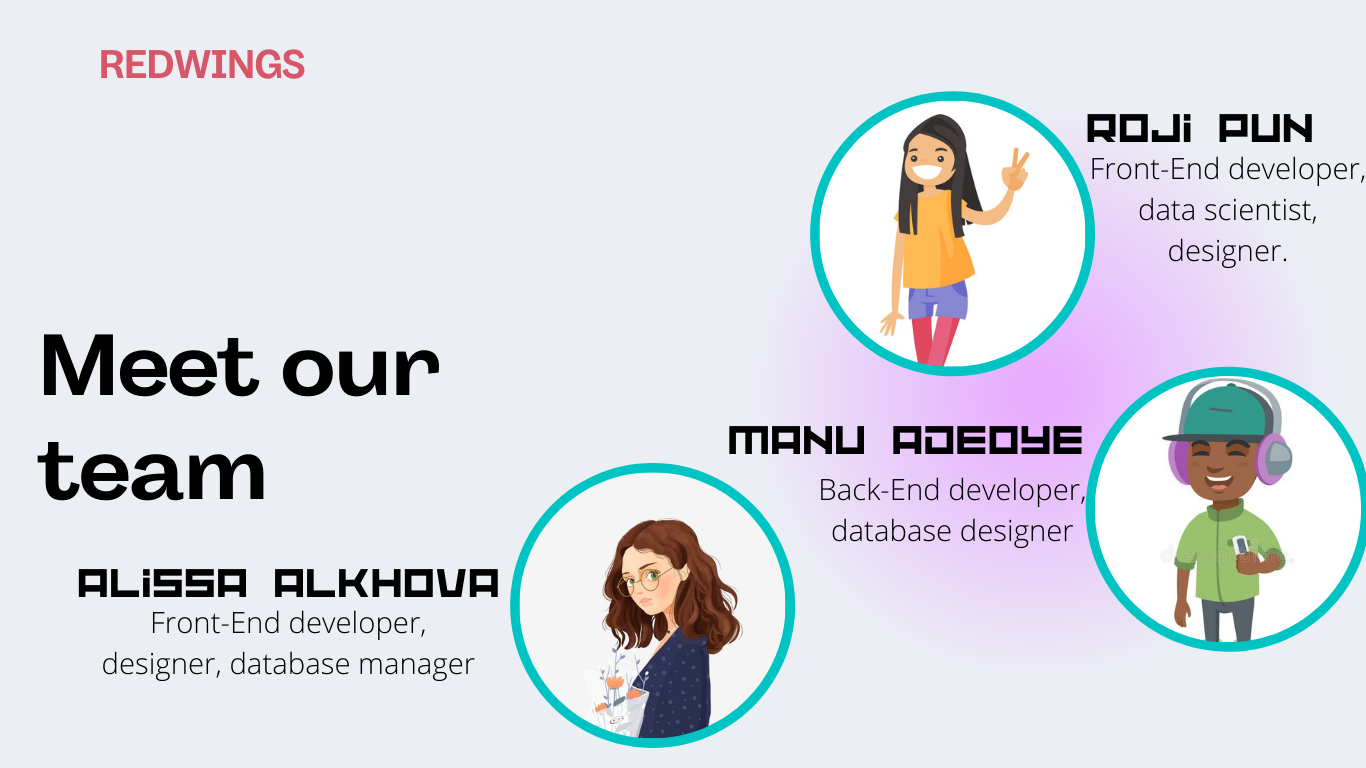 REDWINGS
ROJi PUN
Front-End developer,
data scientist,
designer.
Meet our
team
MANU ADEOYE
Back-End developer,
database designer
ALiSSA ALKHOVA
Front-End developer,
designer, database manager